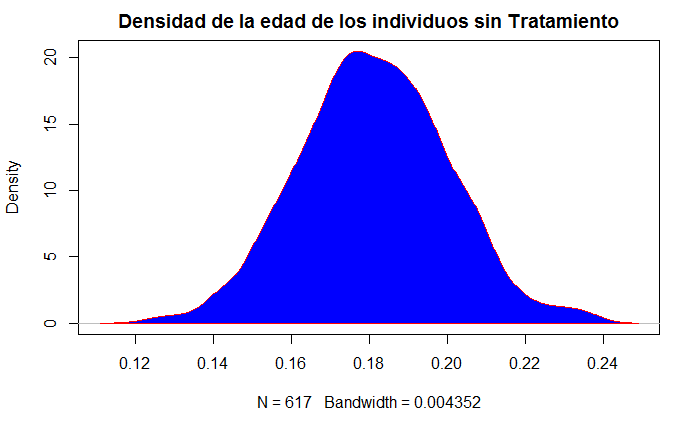 Densidad de la edad de los individuos sin Tratamiento
Density
20
15
10
5
0
0.12 0.14 0.16 0.18 0.20 0.22 0.24
N = 617 Bandwidth = 0.004352